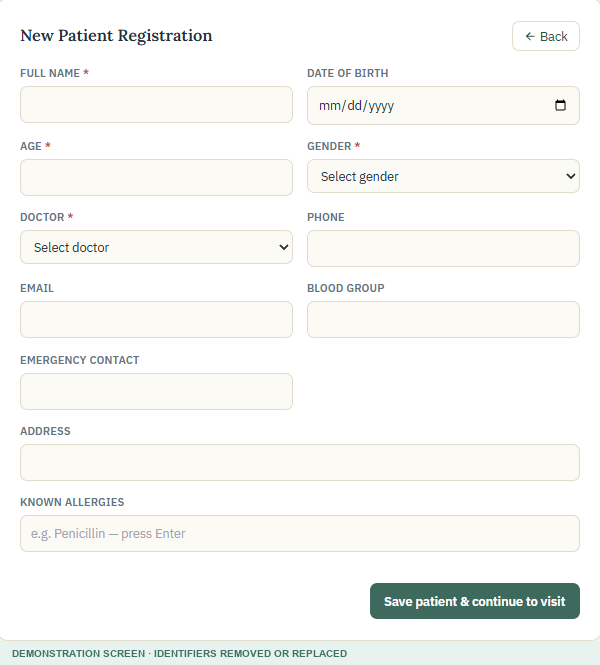 New Patient Registration
← Back
FULL NAME *
DATE OF BIRTH
mm/dd/yyyy
AGE *
GENDER *
Select gender
DOCTOR *
PHONE
Select doctor
EMAIL
BLOOD GROUP
EMERGENCY CONTACT
ADDRESS
KNOWN ALLERGIES
e.g. Penicillin — press Enter
Save patient & continue to visit
DEMONSTRATION SCREEN · IDENTIFIERS REMOVED OR REPLACED